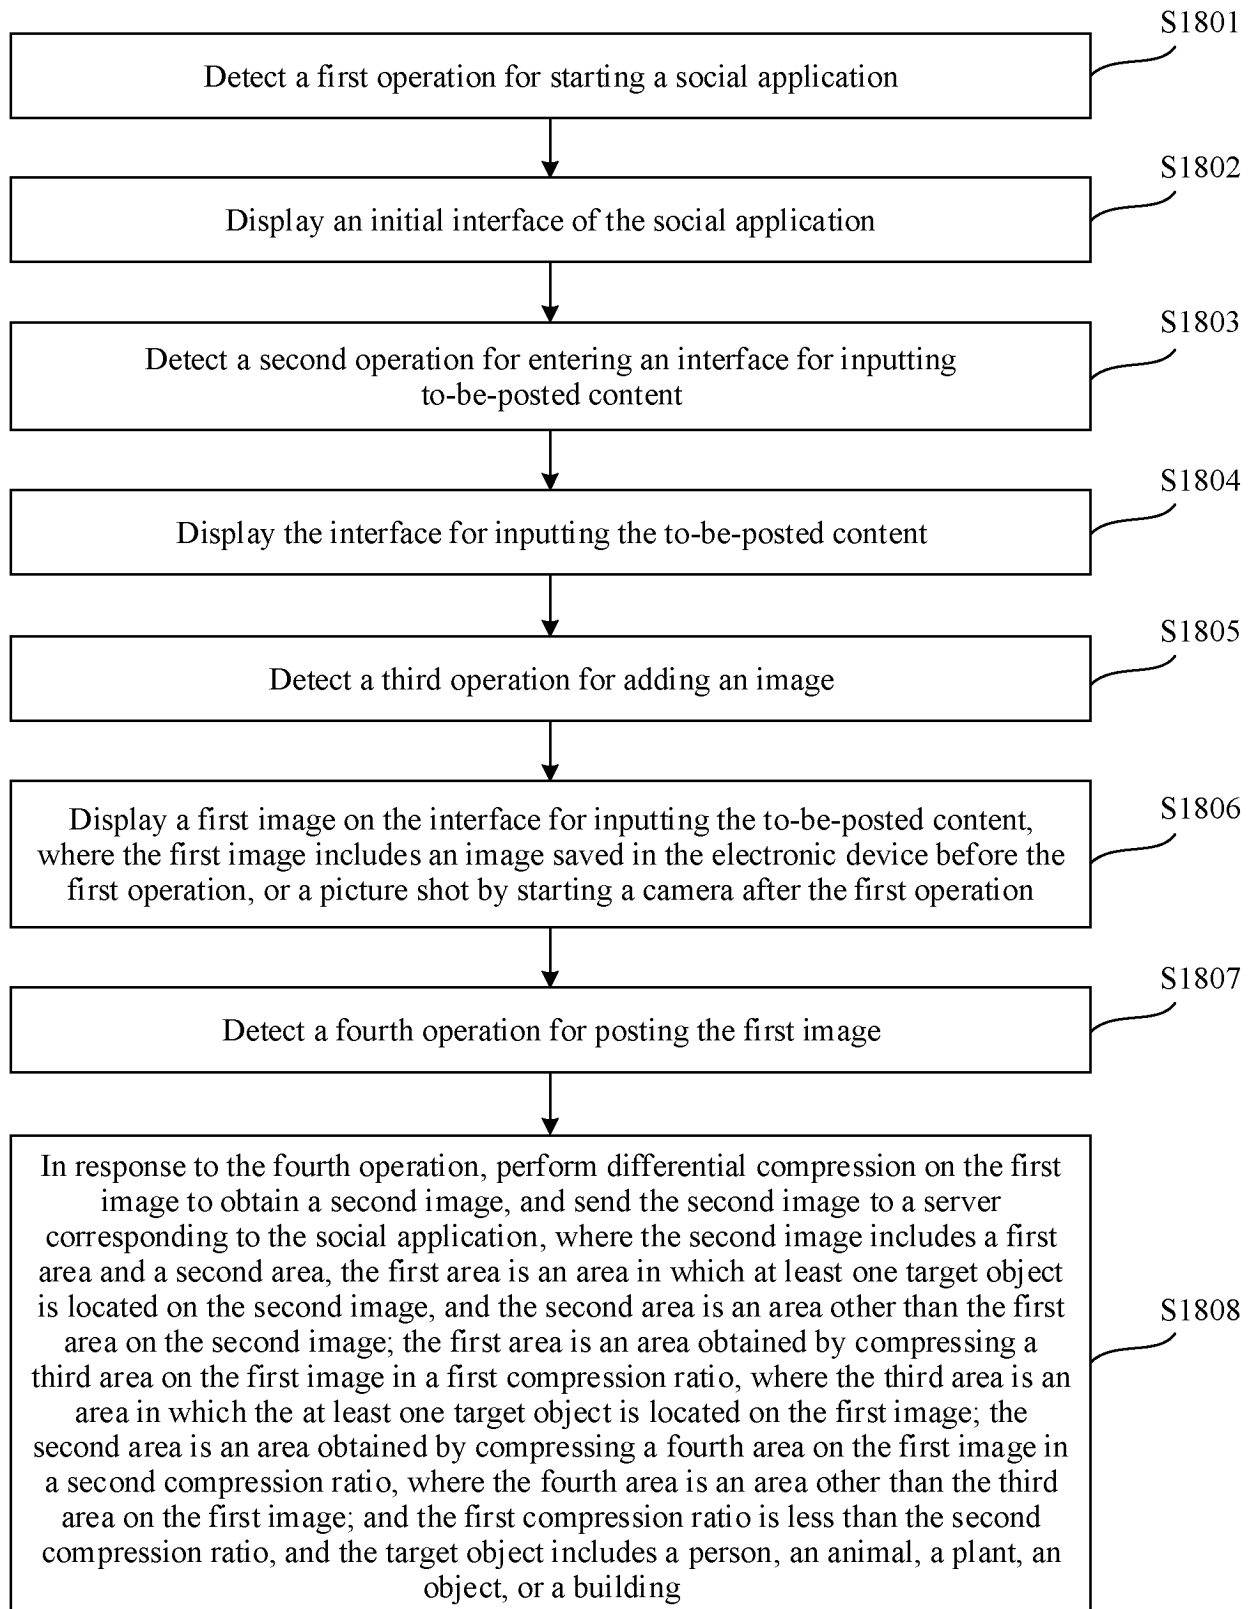 S1801
Detect a first operation for starting a social application
S1802
Display an initial interface of the social application
S1803
Detect a second operation for entering an interface for inputting
to-be-posted content
S1804
Display the interface for inputting the to-be-posted content
S1805
Detect a third operation for adding an image
S1806
Display a first image on the interface for inputting the to-be-posted content,
where the first image includes an image saved in the electronic device before the
first operation, or a picture shot by starting a camera after the first operation
S1807
Detect a fourth operation for posting the first image
S1808
In response to the fourth operation, perform differential compression on the first
image to obtain a second image, and send the second image to a server
corresponding to the social application, where the second image includes a first
area and a second area, the first area is an area in which at least one target object
is located on the second image, and the second area is an area other than the first
area on the second image; the first area is an area obtained by compressing a
third area on the first image in a first compression ratio, where the third area is an
area in which the at least one target object is located on the first image; the
second area is an area obtained by compressing a fourth area on the first image in
a second compression ratio, where the fourth area is an area other than the third
area on the first image; and the first compression ratio is less than the second
compression ratio, and the target object includes a person, an animal, a plant, an
object, or a building